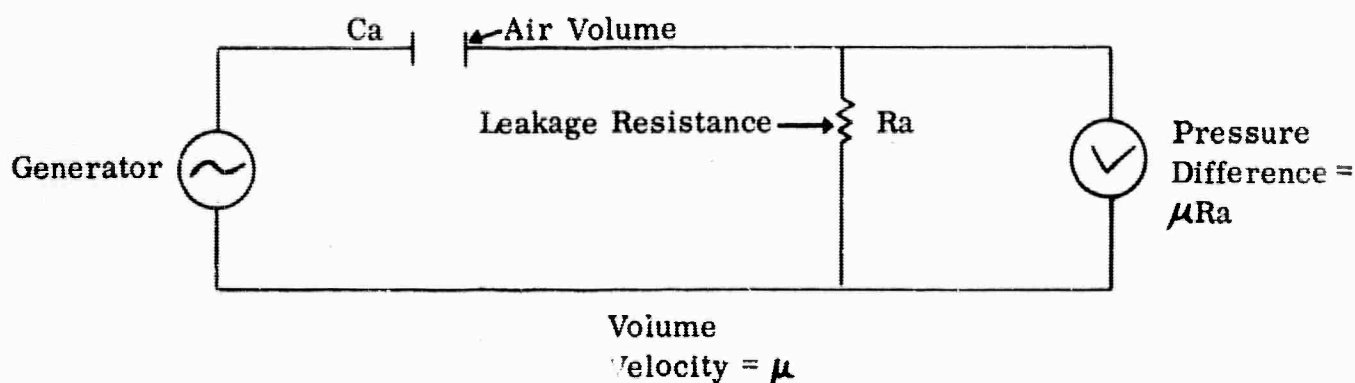 Ca
Air Volume
Leakage Resistance
Ra
Generator
Pressure
Difference =
μRa
Volume
Velocity = μ